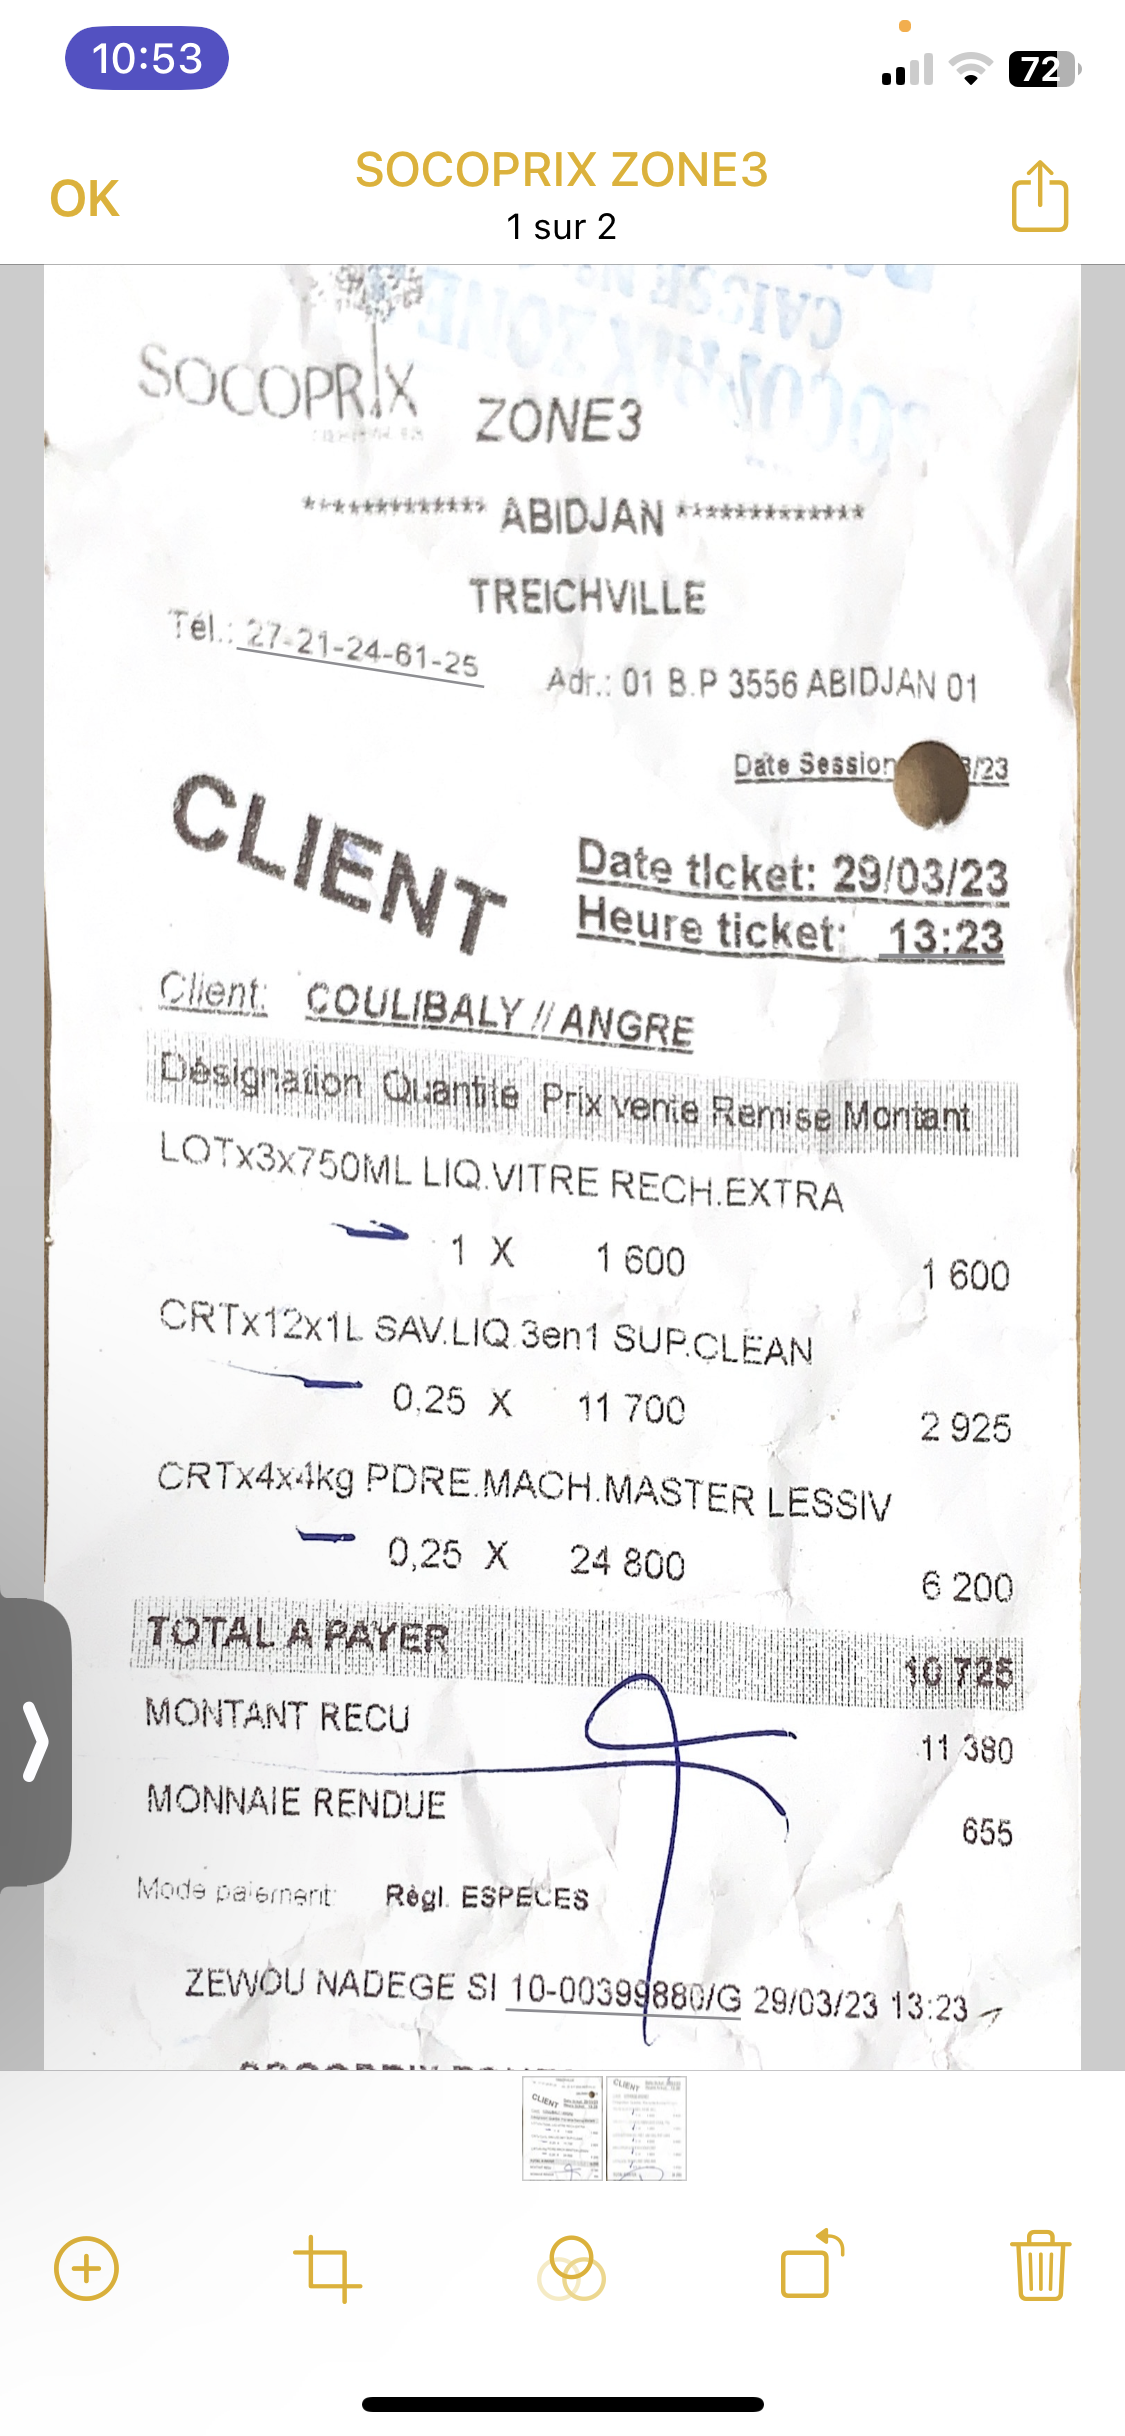 10:53
72
OK
SOCOPRIX ZONE3
1 sur 2
SOCOPRIX ZONE
CAISSE
SOCOPRIX ZONE3
************* ABIDJAN *************
TREICHVILLE
Tél.: 27-21-24-61-25
Adr.: 01 B.P 3556 ABIDJAN 01
Date Session 3/23
CLIENT
Date ticket: 29/03/23
Heure ticket: 13:23
Client: COULIBALY // ANGRE
Désignation Quantité Prix vente Remise Montant
LOTx3x750ML LIQ.VITRE RECH.EXTRA
1 X 1 600 1 600
CRTx12x1L SAV.LIQ.3en1 SUP.CLEAN
0,25 X 11 700 2 925
CRTx4x4kg PDRE.MACH.MASTER LESSIV
0,25 X 24 800 6 200
TOTAL A PAYER 10 725
MONTANT RECU 11 380
MONNAIE RENDUE 655
Mode paiement: Règl. ESPECES
ZEWOU NADEGE SI 10-00399880/G 29/03/23 13:23
CLIENT
CLIENT